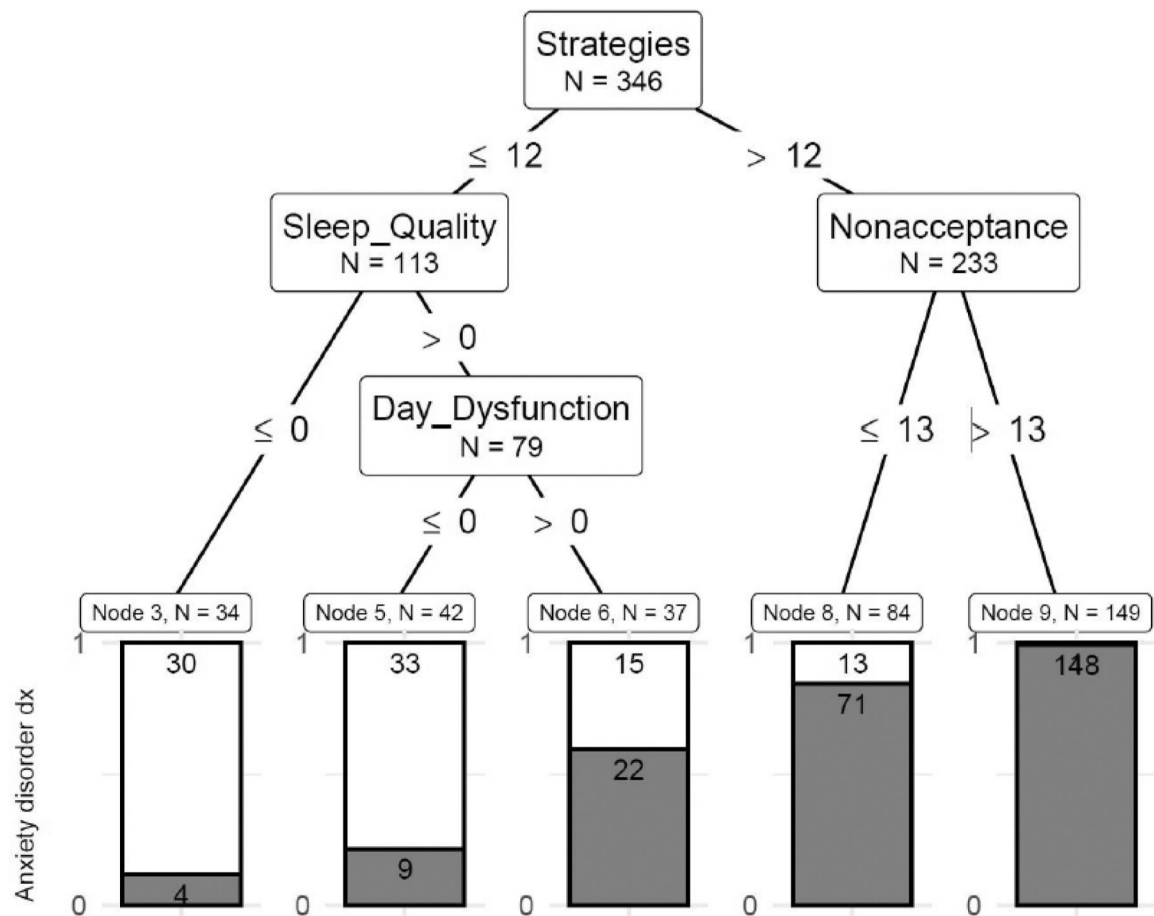 Strategies
N = 346
≤ 12
> 12
Sleep_Quality
N = 113
Nonacceptance
N = 233
> 0
Day_Dysfunction
N = 79
≤ 0
≤ 13
> 13
≤ 0
> 0
Node 3, N = 34
Node 5, N = 42
Node 6, N = 37
Node 8, N = 84
Node 9, N = 149
1
30
4
0
1
33
9
0
1
15
22
0
1
13
71
0
1
148
0
Anxiety disorder dx